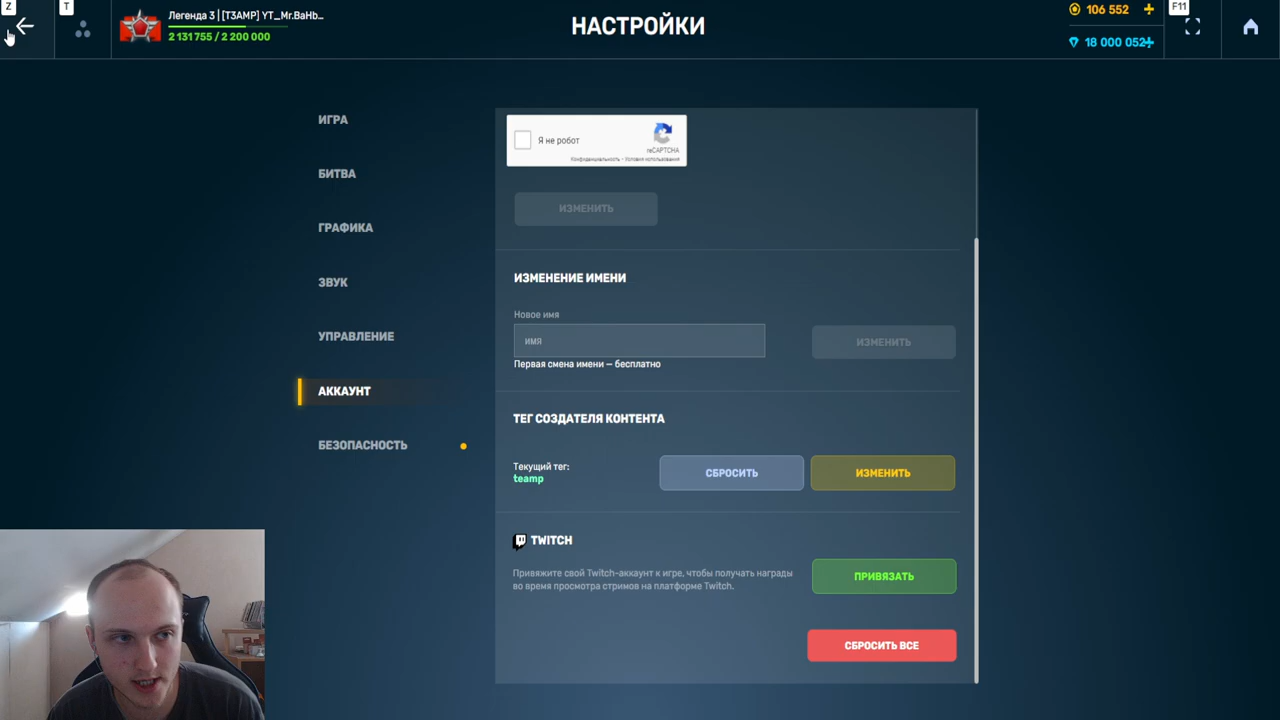 Z
T
Легенда 3 | [T3AMP] YT_Mr.BaHb...
2 131 755 / 2 200 000
НАСТРОЙКИ
106 552
18 000 052
F11
ИГРА
БИТВА
ГРАФИКА
ЗВУК
УПРАВЛЕНИЕ
АККАУНТ
БЕЗОПАСНОСТЬ
Я не робот
reCAPTCHA
Конфиденциальность - Условия использования
ИЗМЕНИТЬ
ИЗМЕНЕНИЕ ИМЕНИ
Новое имя
имя
ИЗМЕНИТЬ
Первая смена имени — бесплатно
ТЕГ СОЗДАТЕЛЯ КОНТЕНТА
Текущий тег:
teamp
СБРОСИТЬ
ИЗМЕНИТЬ
TWITCH
Привяжите свой Twitch-аккаунт к игре, чтобы получать награды
во время просмотра стримов на платформе Twitch.
ПРИВЯЗАТЬ
СБРОСИТЬ ВСЕ